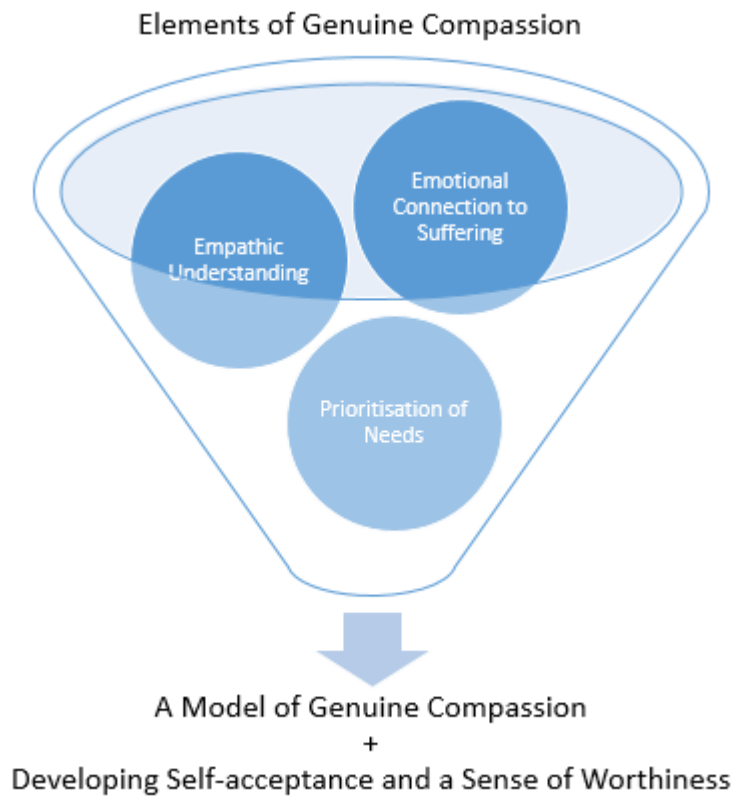 Elements of Genuine Compassion
Emotional
Connection to
Suffering
Empathic
Understanding
Prioritisation of
Needs
A Model of Genuine Compassion
+
Developing Self-acceptance and a Sense of Worthiness